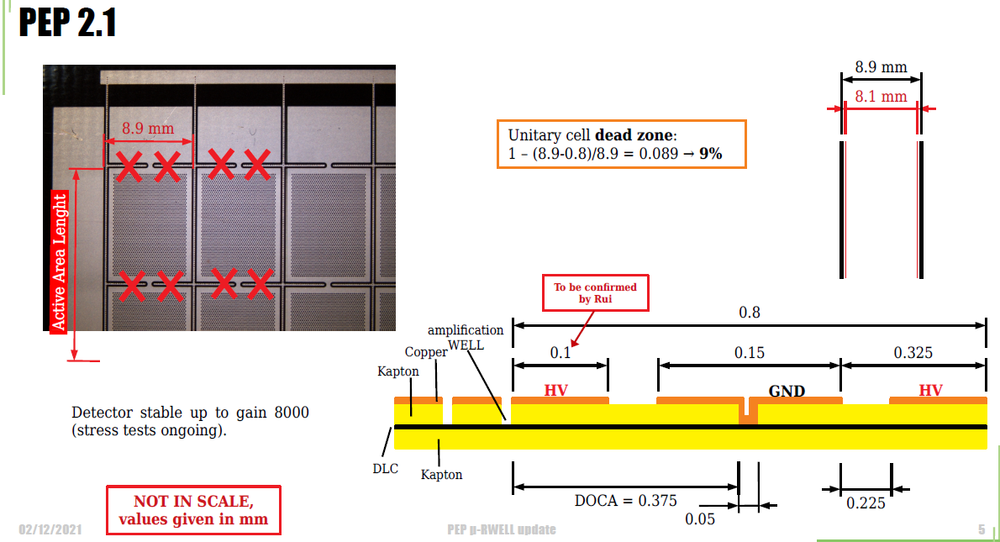 PEP 2.1
8.9 mm
Active Area Lenght
Unitary cell dead zone:
1 – (8.9-0.8)/8.9 = 0.089 → 9%
8.9 mm
8.1 mm
To be confirmed
by Rui
0.8
amplification
WELL
Copper
Kapton
0.1
0.15
0.325
HV
GND
HV
Detector stable up to gain 8000
(stress tests ongoing).
DLC
Kapton
DOCA = 0.375
0.05
0.225
NOT IN SCALE,
values given in mm
02/12/2021
PEP µ-RWELL update
5